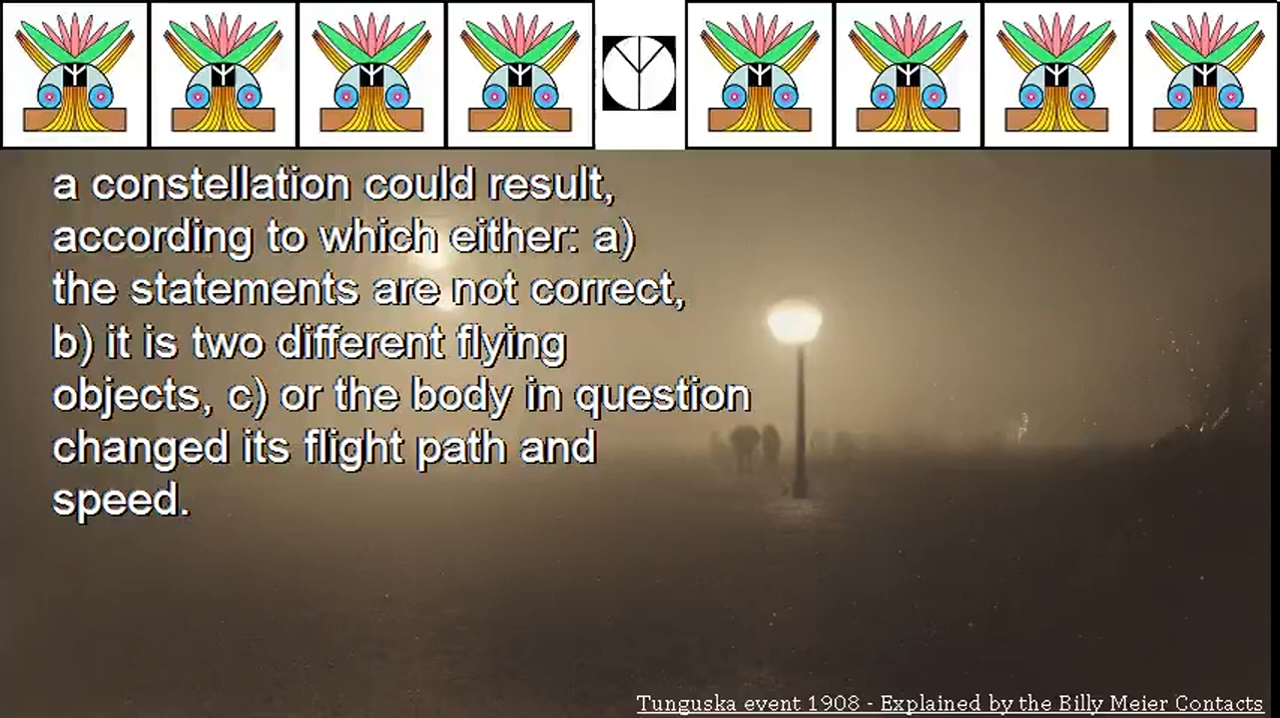 a constellation could result,
according to which either: a)
the statements are not correct,
b) it is two different flying
objects, c) or the body in question
changed its flight path and
speed.
Tunguska event 1908 - Explained by the Billy Meier Contacts